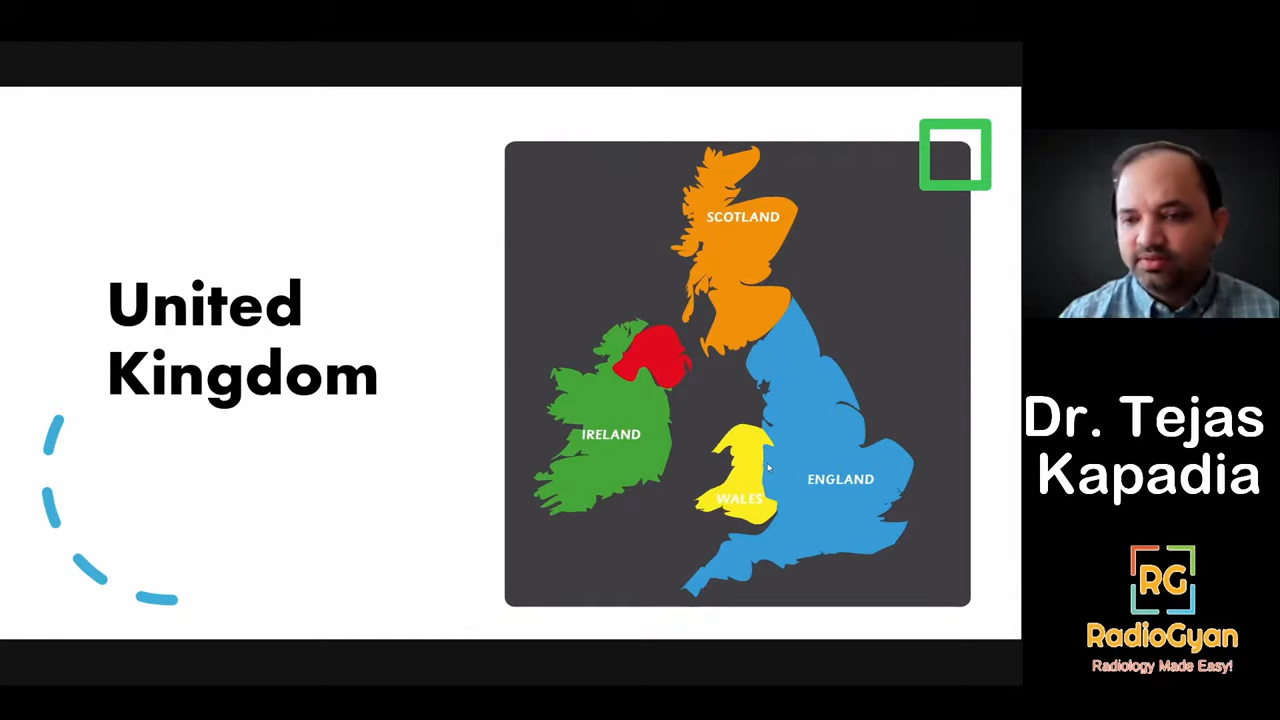 United
Kingdom
SCOTLAND
IRELAND
WALES
ENGLAND
Dr. Tejas
Kapadia
RG
RadioGyan
Radiology Made Easy!